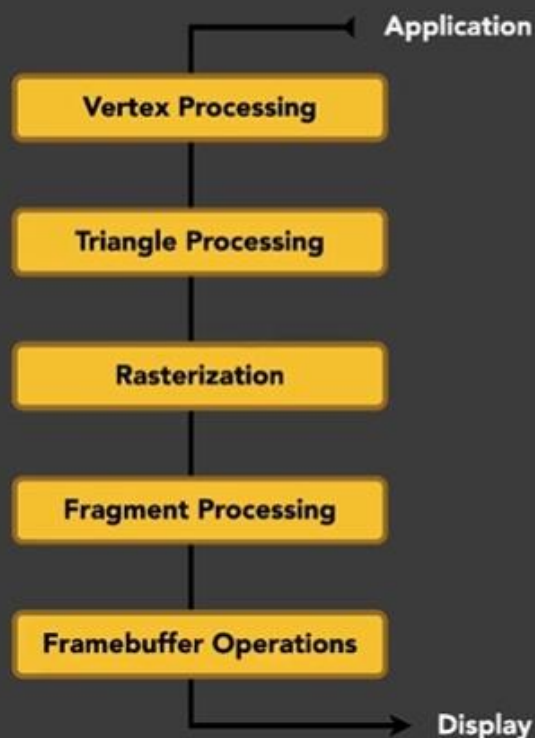 Application
Vertex Processing
Triangle Processing
Rasterization
Fragment Processing
Framebuffer Operations
Display